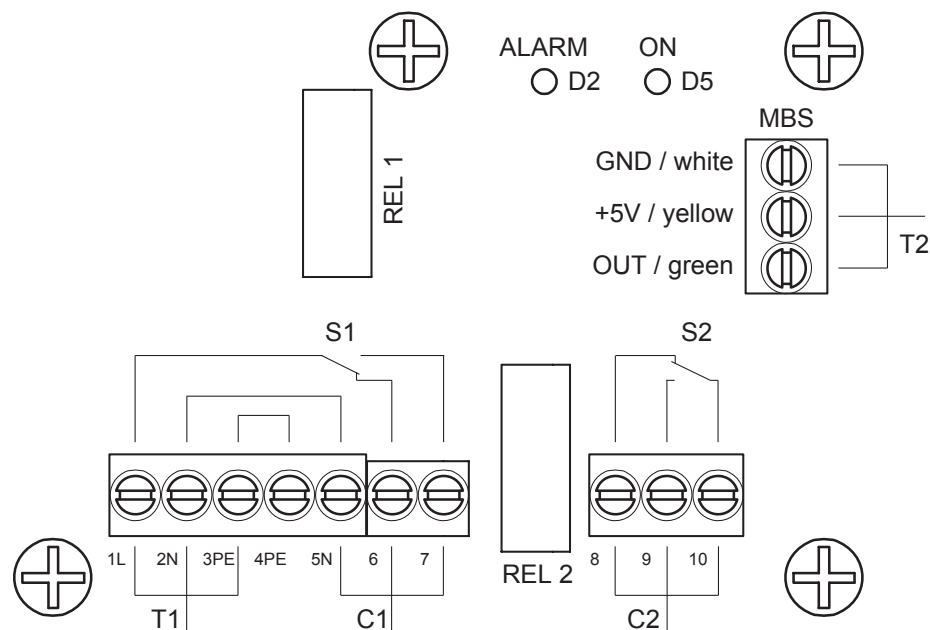 ALARM ON
D2 D5
MBS
REL 1
GND / white
+5V / yellow
OUT / green
T2
S1 S2
1L 2N 3PE 4PE 5N 6 7 8 9 10
REL 2
T1 C1 C2